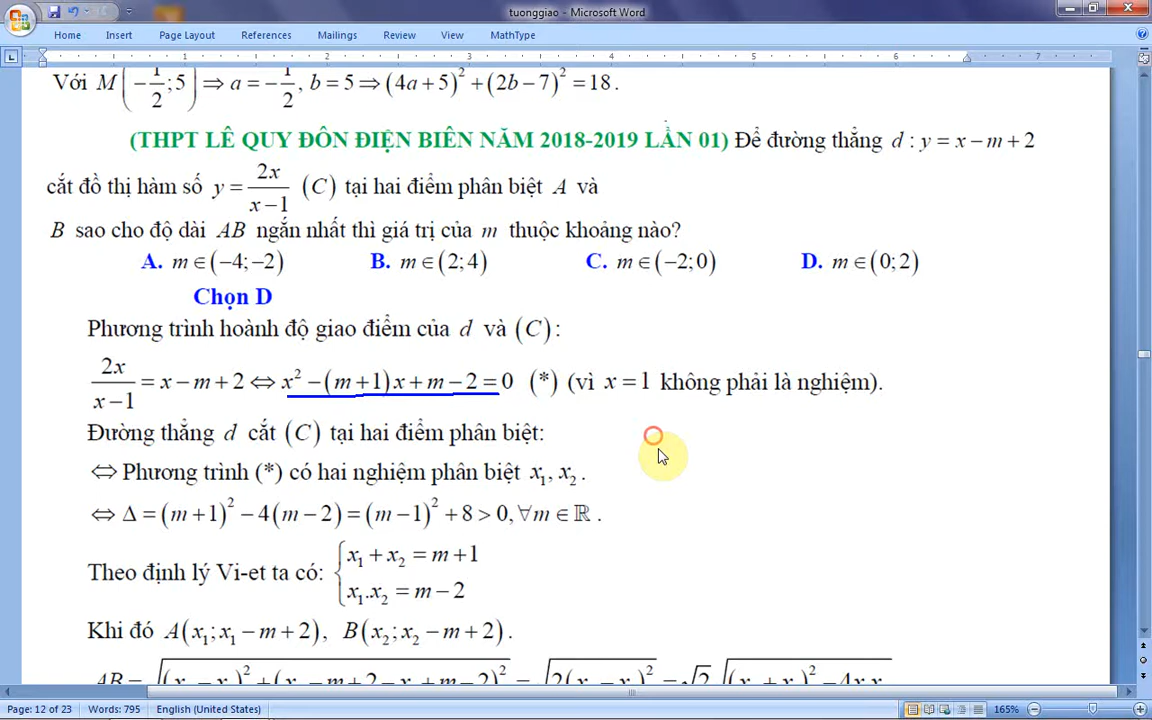 tuonggiao - Microsoft Word
Home Insert Page Layout References Mailings Review View MathType
1 2 3 4 5 6 7
Với M(-1/2;5) ⇒ a = -1/2, b = 5 ⇒ (4a+5)² + (2b-7)² = 18.
(THPT LÊ QUY ĐÔN ĐIỆN BIÊN NĂM 2018-2019 LẦN 01) Để đường thẳng d : y = x - m + 2
cắt đồ thị hàm số y = 2x/(x-1) (C) tại hai điểm phân biệt A và
B sao cho độ dài AB ngắn nhất thì giá trị của m thuộc khoảng nào?
A. m ∈ (-4;-2) B. m ∈ (2;4) C. m ∈ (-2;0) D. m ∈ (0;2)
Chọn D
Phương trình hoành độ giao điểm của d và (C):
2x/(x-1) = x - m + 2 ⇔ x² - (m+1)x + m - 2 = 0 (*) (vì x = 1 không phải là nghiệm).
Đường thẳng d cắt (C) tại hai điểm phân biệt:
⇔ Phương trình (*) có hai nghiệm phân biệt x₁, x₂.
⇔ Δ = (m+1)² - 4(m-2) = (m-1)² + 8 > 0, ∀m ∈ ℝ.
Theo định lý Vi-et ta có: { x₁ + x₂ = m + 1
x₁.x₂ = m - 2
Khi đó A(x₁; x₁ - m + 2), B(x₂; x₂ - m + 2).
Page: 12 of 23 Words: 795 English (United States) 165%